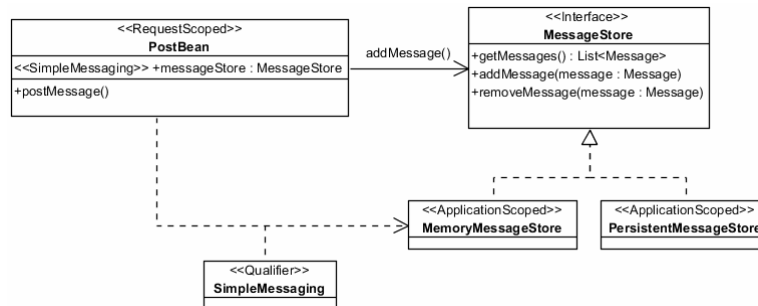 <<RequestScoped>>
PostBean
<<SimpleMessaging>> +messageStore : MessageStore
+postMessage()
addMessage()
<<Interface>>
MessageStore
+getMessages() : List<Message>
+addMessage(message : Message)
+removeMessage(message : Message)
<<ApplicationScoped>>
MemoryMessageStore
<<ApplicationScoped>>
PersistentMessageStore
<<Qualifier>>
SimpleMessaging